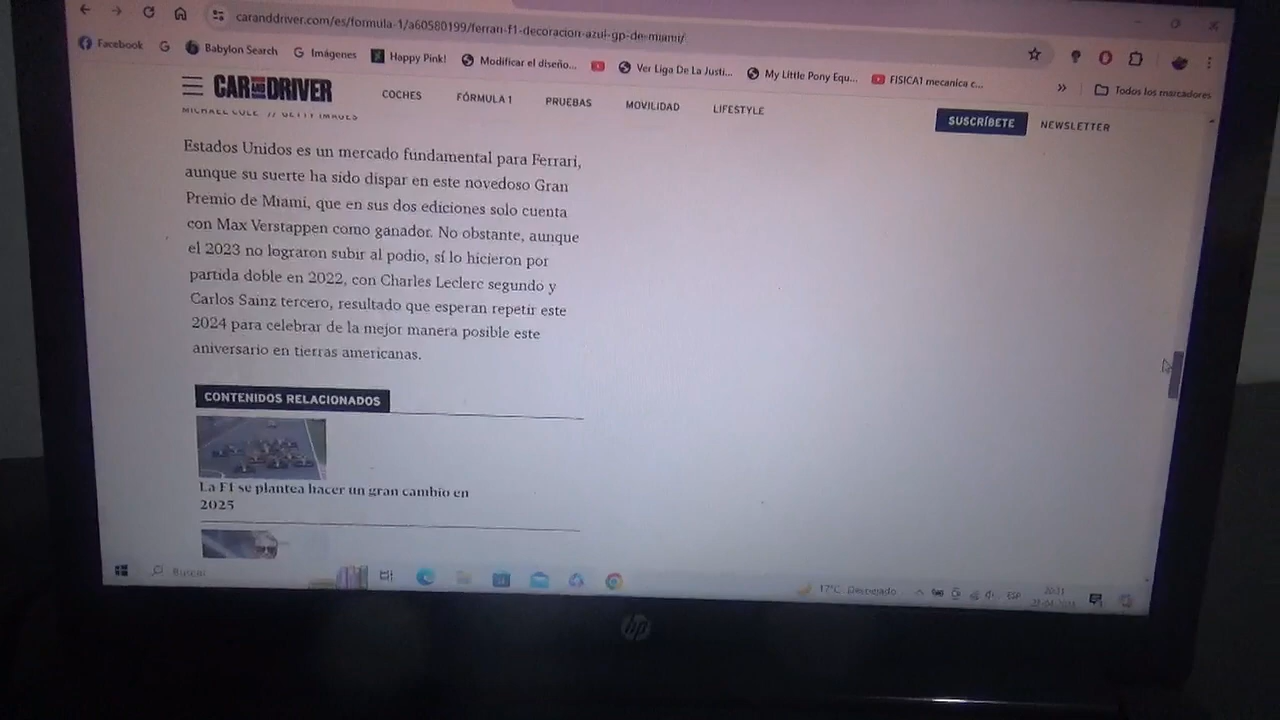 caranddriver.com/es/formula-1/a60580199/ferrari-f1-decoracion-azul-gp-de-miami/
Facebook
Babylon Search
Imágenes
Happy Pink!
Modificar el diseño...
Ver Liga De La Justi...
My Little Pony Equ...
FISICA1 mecanica c...
Todos los marcadores
CAR AND DRIVER
COCHES
FÓRMULA 1
PRUEBAS
MOVILIDAD
LIFESTYLE
SUSCRÍBETE
NEWSLETTER
Estados Unidos es un mercado fundamental para Ferrari,
aunque su suerte ha sido dispar en este novedoso Gran
Premio de Miami, que en sus dos ediciones solo cuenta
con Max Verstappen como ganador. No obstante, aunque
el 2023 no lograron subir al podio, sí lo hicieron por
partida doble en 2022, con Charles Leclerc segundo y
Carlos Sainz tercero, resultado que esperan repetir este
2024 para celebrar de la mejor manera posible este
aniversario en tierras americanas.
CONTENIDOS RELACIONADOS
La F1 se plantea hacer un gran cambio en
2025
Buscar
17°C Despejado
ESP
hp